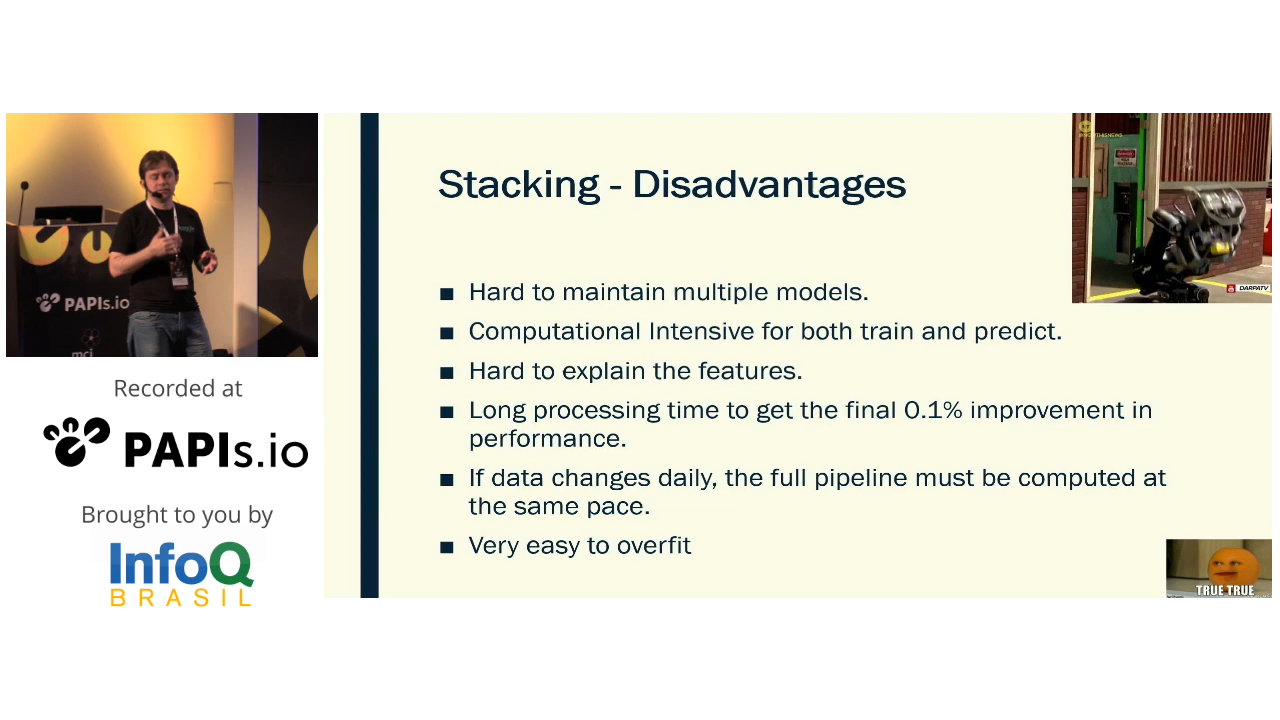 PAPIs.io
mci
Recorded at
PAPIs.io
Brought to you by
InfoQ
BRASIL
Stacking - Disadvantages
■ Hard to maintain multiple models.
■ Computational Intensive for both train and predict.
■ Hard to explain the features.
■ Long processing time to get the final 0.1% improvement in
performance.
■ If data changes daily, the full pipeline must be computed at
the same pace.
■ Very easy to overfit
DARPATV
TRUE TRUE